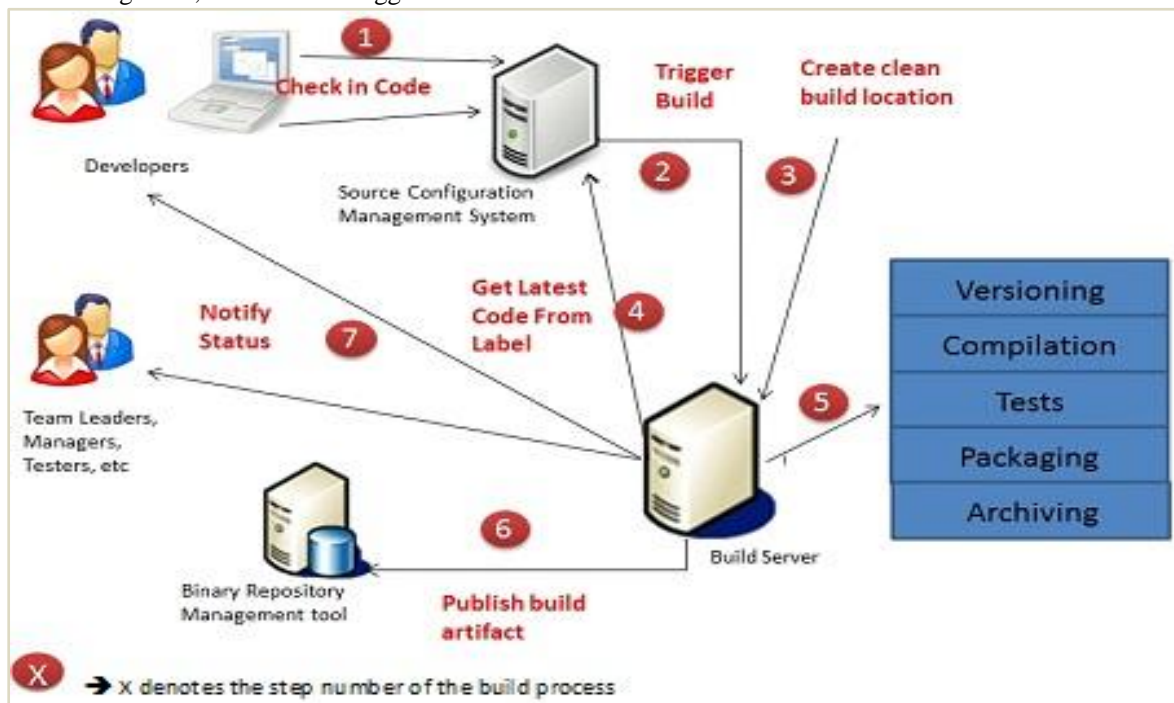 1
Check in Code
Developers
Source Configuration
Management System
Trigger
Build
2
Create clean
build location
3
Get Latest
Code From
Label
4
Notify
Status
7
Team Leaders,
Managers,
Testers, etc
Versioning
Compilation
Tests
Packaging
Archiving
5
Build Server
6
Binary Repository
Management tool
Publish build
artifact
X
➔ X denotes the step number of the build process